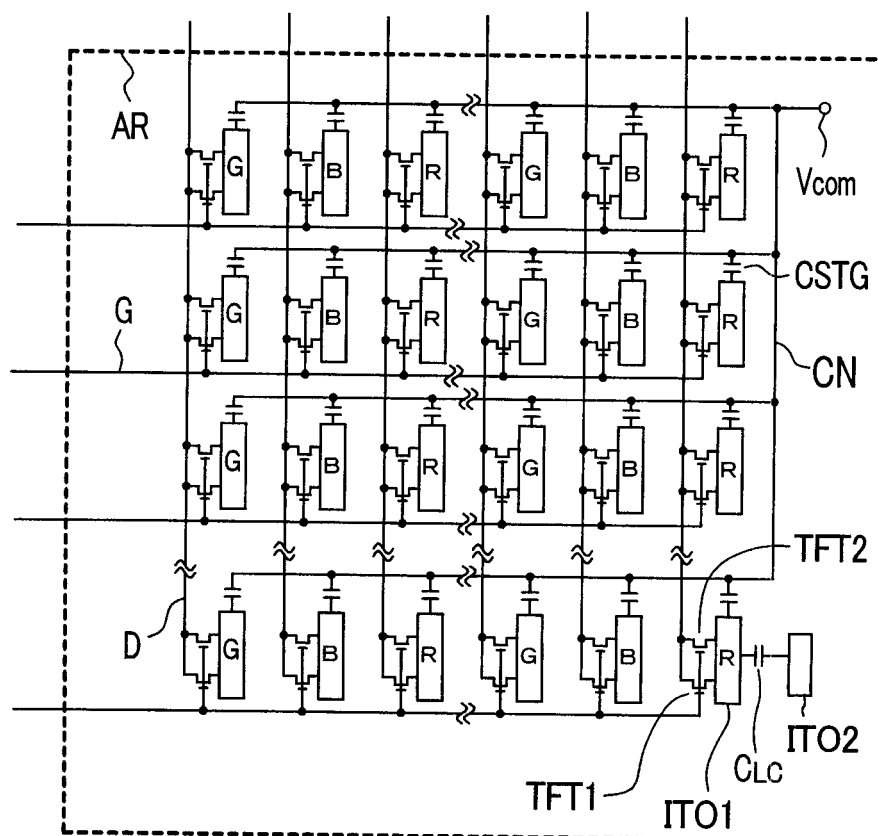 AR
Vcom
G B R G B R
CSTG
G
G B R G B R
CN
G B R G B R
TFT2
D
G B R G B R
ITO2
CLC
TFT1
ITO1